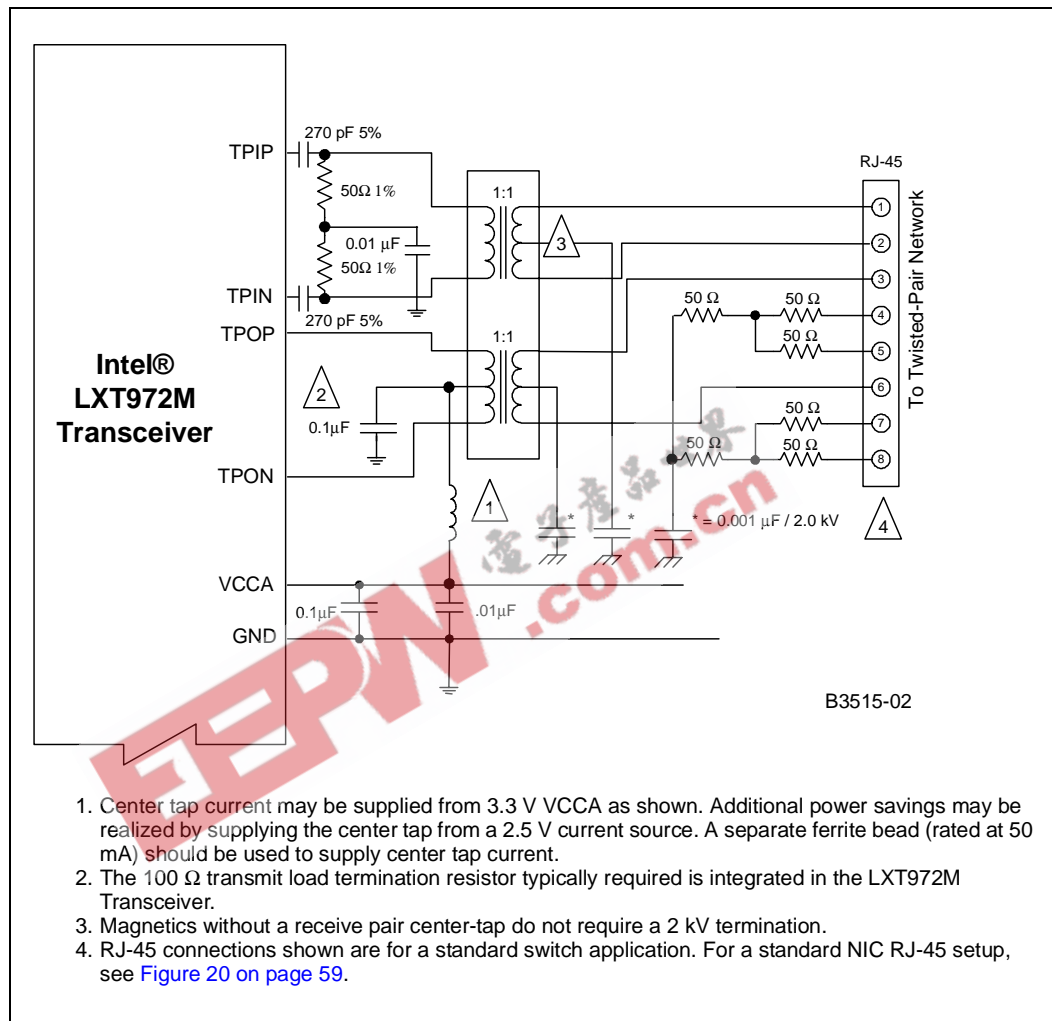 270 pF 5%
TPIP
RJ-45
50Ω 1%
1:1
1
3
2
0.01 µF
50Ω 1%
3
TPIN
50 Ω
50 Ω
4
270 pF 5%
TPOP
50 Ω
5
1:1
Intel®
LXT972M
Transceiver
2
6
To Twisted-Pair Network
50 Ω
7
0.1µF
50 Ω
50 Ω
8
TPON
1
*
*
* = 0.001 µF / 2.0 kV
4
電子產品世界
VCCA
0.1µF
.01µF
GND
EEPW.com.cn
B3515-02
1. Center tap current may be supplied from 3.3 V VCCA as shown. Additional power savings may be
realized by supplying the center tap from a 2.5 V current source. A separate ferrite bead (rated at 50
mA) should be used to supply center tap current.
2. The 100 Ω transmit load termination resistor typically required is integrated in the LXT972M
Transceiver.
3. Magnetics without a receive pair center-tap do not require a 2 kV termination.
4. RJ-45 connections shown are for a standard switch application. For a standard NIC RJ-45 setup,
see Figure 20 on page 59.